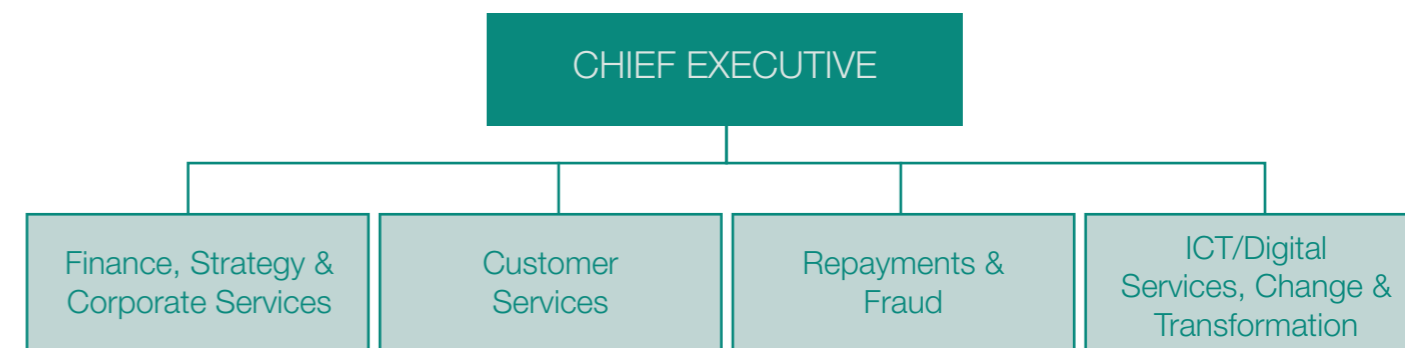 CHIEF EXECUTIVE
Finance, Strategy &
Corporate Services
Customer
Services
Repayments &
Fraud
ICT/Digital
Services, Change &
Transformation